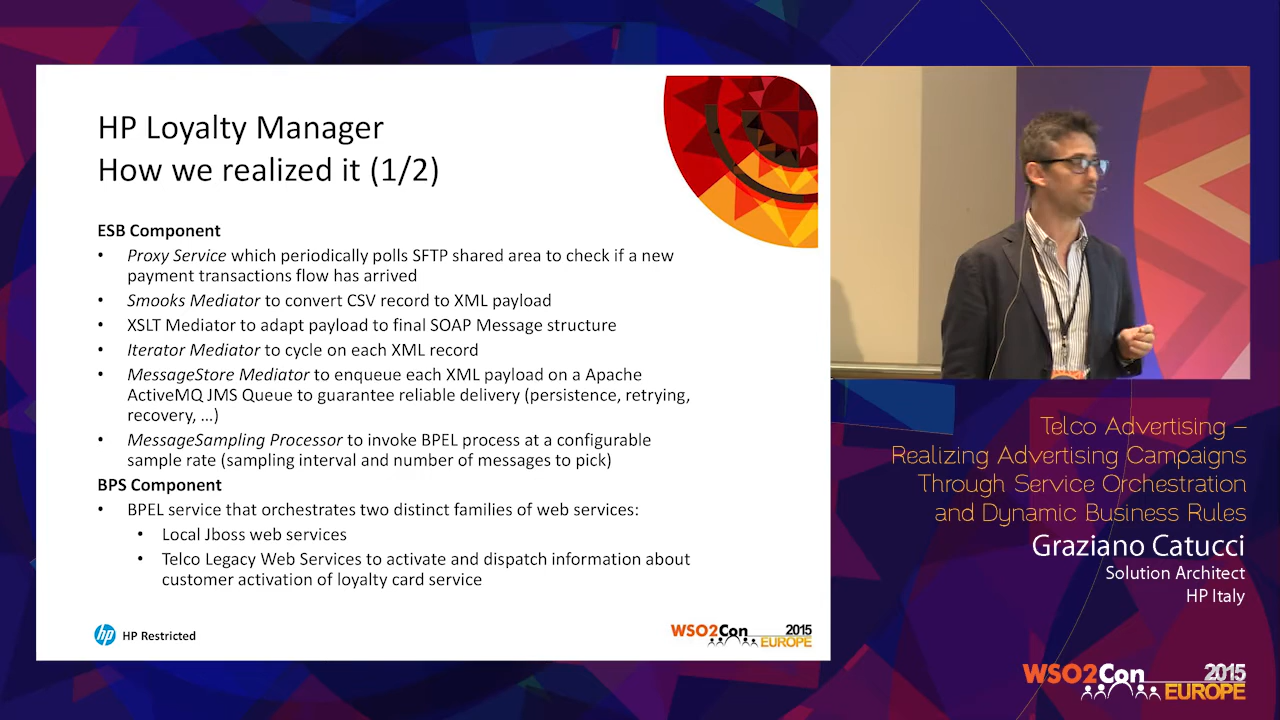 HP Loyalty Manager
How we realized it (1/2)
ESB Component
• Proxy Service which periodically polls SFTP shared area to check if a new
payment transactions flow has arrived
• Smooks Mediator to convert CSV record to XML payload
• XSLT Mediator to adapt payload to final SOAP Message structure
• Iterator Mediator to cycle on each XML record
• MessageStore Mediator to enqueue each XML payload on a Apache
ActiveMQ JMS Queue to guarantee reliable delivery (persistence, retrying,
recovery, ...)
• MessageSampling Processor to invoke BPEL process at a configurable
sample rate (sampling interval and number of messages to pick)
BPS Component
• BPEL service that orchestrates two distinct families of web services:
• Local Jboss web services
• Telco Legacy Web Services to activate and dispatch information about
customer activation of loyalty card service
hp HP Restricted
WSO2Con 2015
EUROPE
Telco Advertising –
Realizing Advertising Campaigns
Through Service Orchestration
and Dynamic Business Rules
Graziano Catucci
Solution Architect
HP Italy
WSO2Con 2015
EUROPE